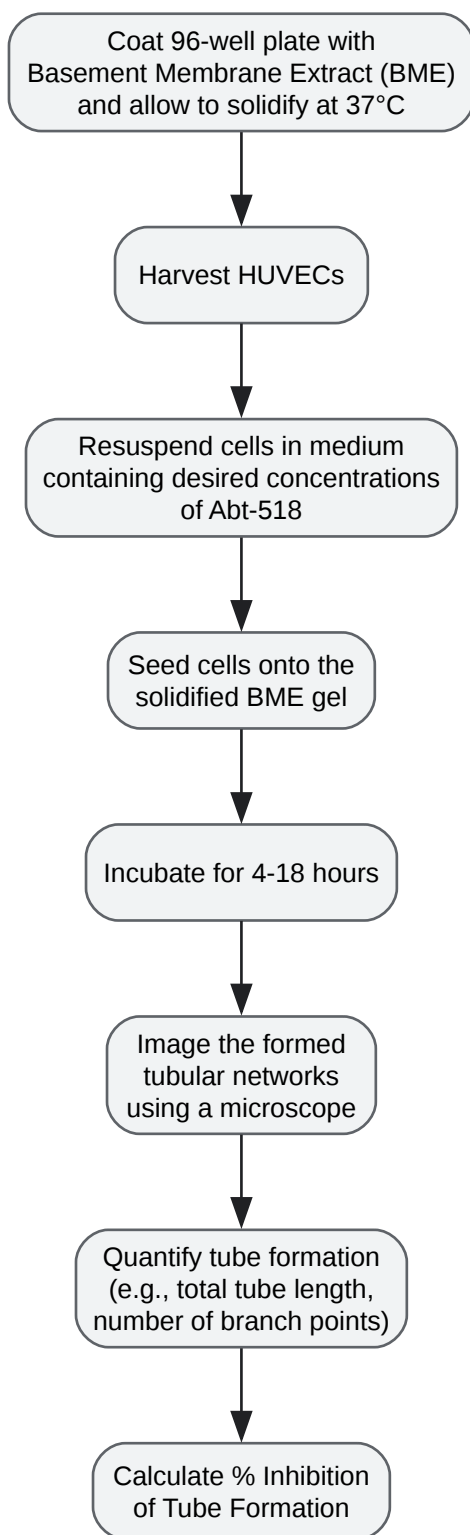 Coat 96-well plate with
Basement Membrane Extract (BME)
and allow to solidify at 37°C
Harvest HUVECs
Resuspend cells in medium
containing desired concentrations
of Abt-518
Seed cells onto the
solidified BME gel
Incubate for 4-18 hours
Image the formed
tubular networks
using a microscope
Quantify tube formation
(e.g., total tube length,
number of branch points)
Calculate % Inhibition
of Tube Formation